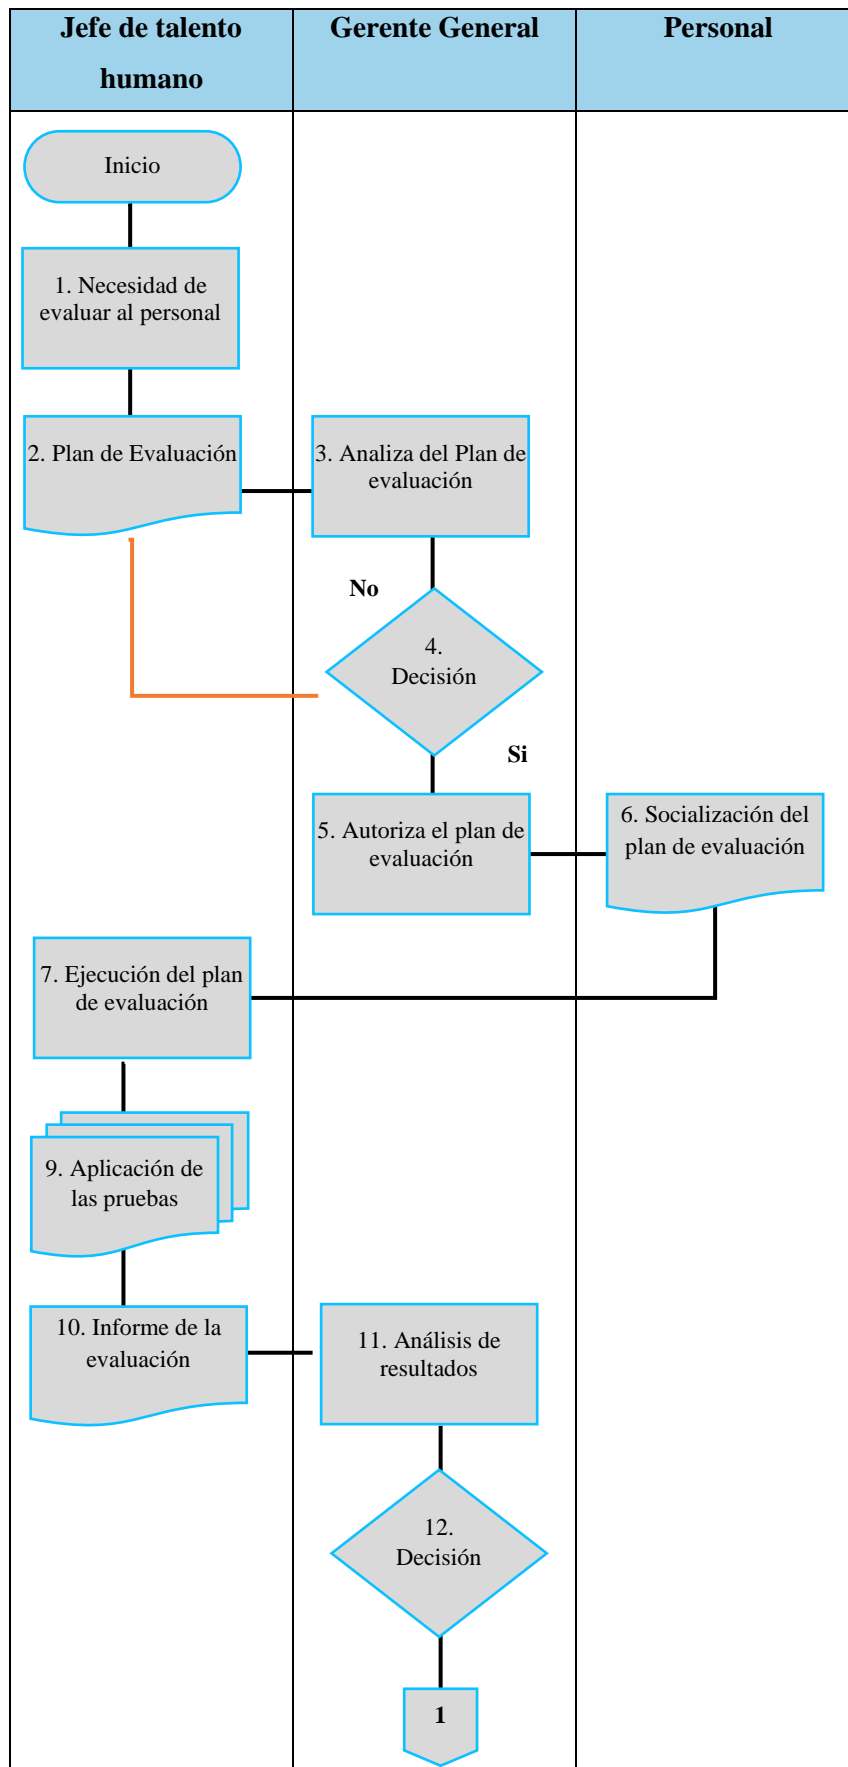 Jefe de talento
humano
Gerente General
Personal
Inicio
1. Necesidad de
evaluar al personal
2. Plan de Evaluación
3. Analiza del Plan de
evaluación
No
4.
Decisión
Si
5. Autoriza el plan de
evaluación
6. Socialización del
plan de evaluación
7. Ejecución del plan
de evaluación
9. Aplicación de
las pruebas
10. Informe de la
evaluación
11. Análisis de
resultados
12.
Decisión
1